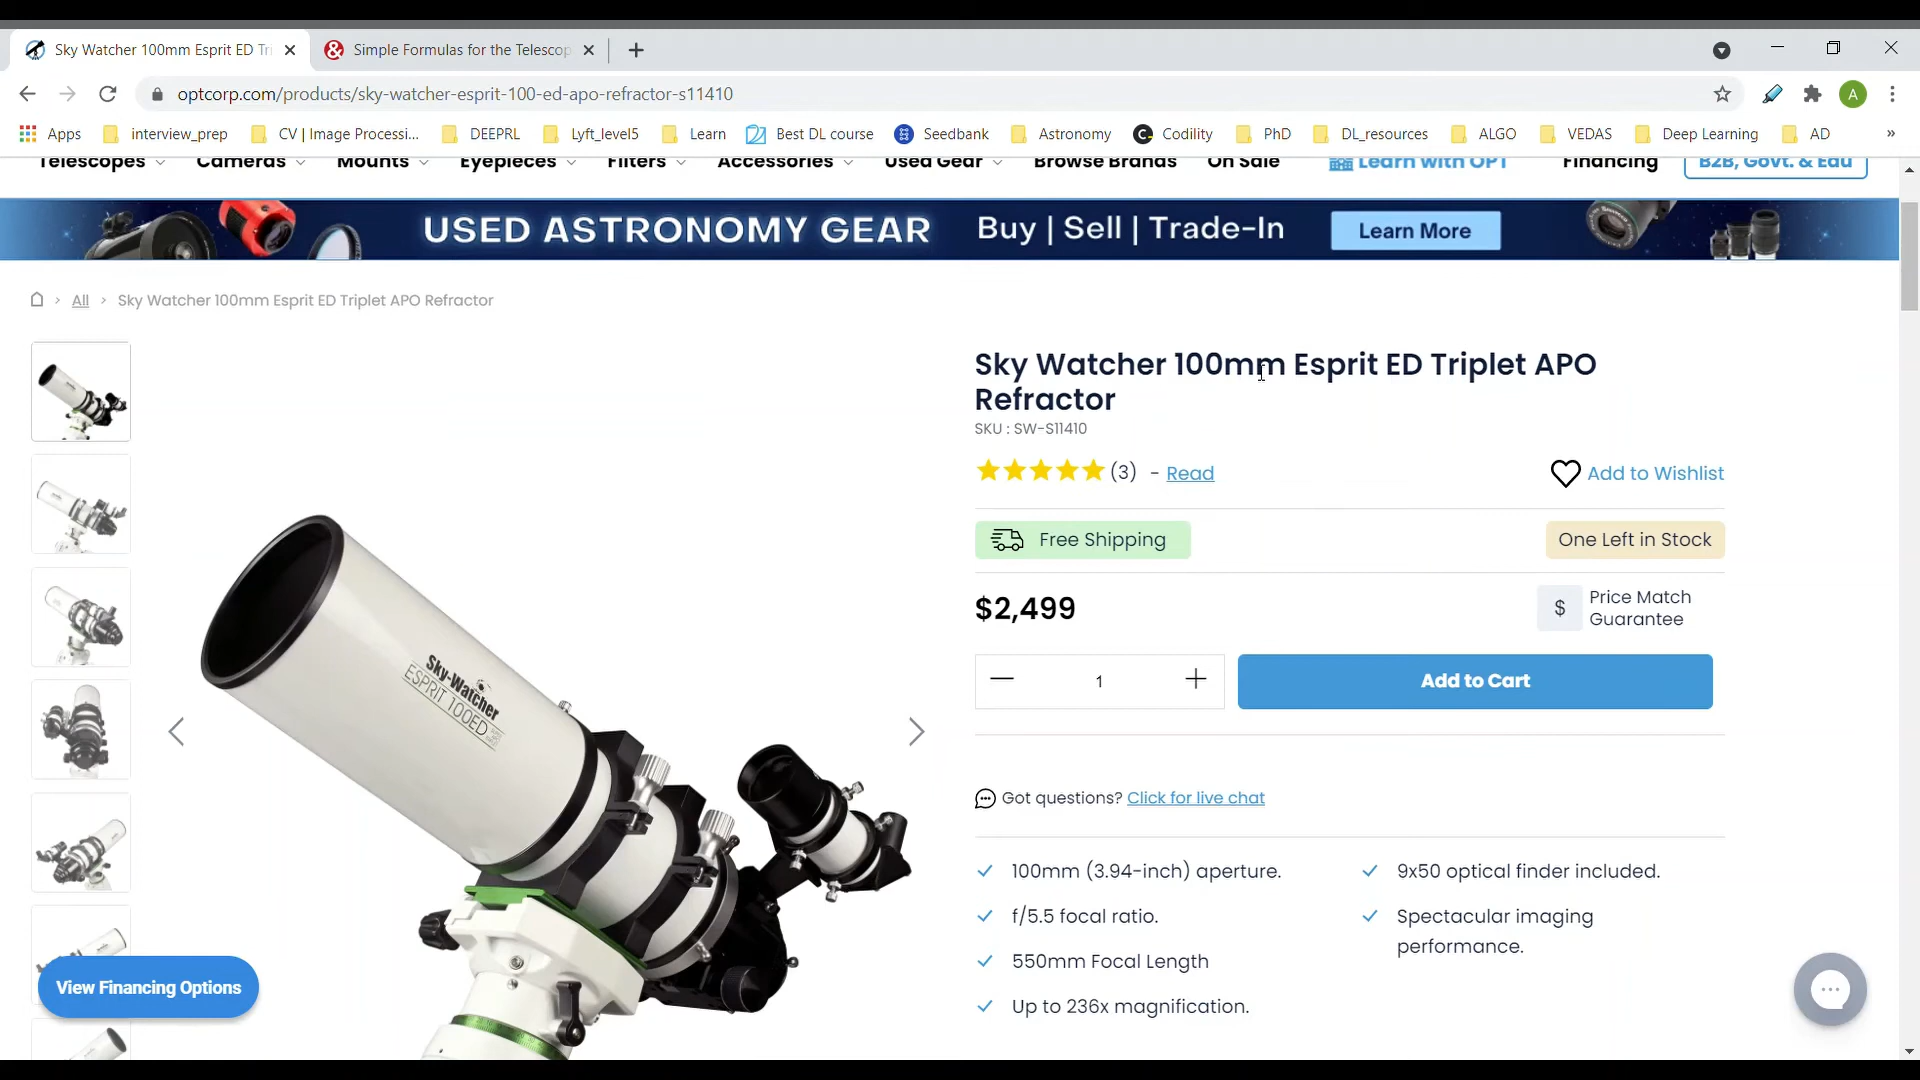 Sky Watcher 100mm Esprit ED Tri
Simple Formulas for the Telescop
optcorp.com/products/sky-watcher-esprit-100-ed-apo-refractor-s11410
A
Apps interview_prep CV | Image Processi... DEEPRL Lyft_level5 Learn Best DL course Seedbank Astronomy Codility PhD DL_resources ALGO VEDAS Deep Learning AD »
Telescopes Cameras Mounts Eyepieces Filters Accessories Used Gear Browse Brands On Sale Learn with OPT Financing B2B, Govt. & Edu
USED ASTRONOMY GEAR Buy | Sell | Trade-In Learn More
All > Sky Watcher 100mm Esprit ED Triplet APO Refractor
Sky Watcher 100mm Esprit ED Triplet APO
Refractor
SKU : SW-S11410
(3) - Read
Add to Wishlist
Free Shipping
One Left in Stock
$2,499
$ Price Match
Guarantee
1
Add to Cart
Sky-Watcher
ESPRIT 100ED
Got questions? Click for live chat
100mm (3.94-inch) aperture.
f/5.5 focal ratio.
550mm Focal Length
Up to 236x magnification.
9x50 optical finder included.
Spectacular imaging
performance.
View Financing Options